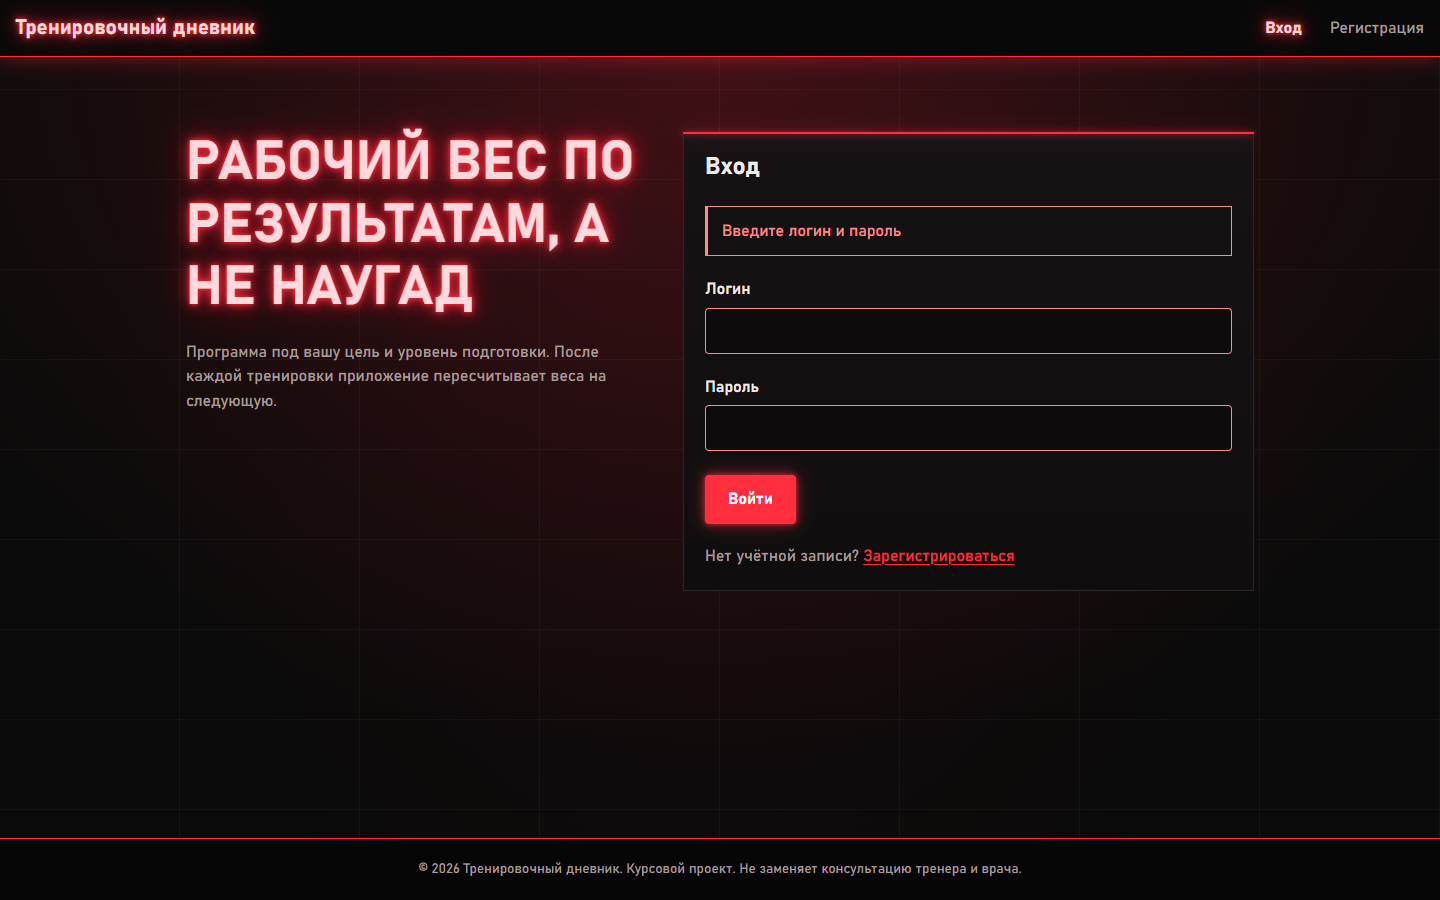 Тренировочный дневник
Вход
Регистрация
РАБОЧИЙ ВЕС ПО
РЕЗУЛЬТАТАМ, А
НЕ НАУГАД
Программа под вашу цель и уровень подготовки. После
каждой тренировки приложение пересчитывает веса на
следующую.
Вход
Введите логин и пароль
Логин
Пароль
Войти
Нет учётной записи? Зарегистрироваться
© 2026 Тренировочный дневник. Курсовой проект. Не заменяет консультацию тренера и врача.